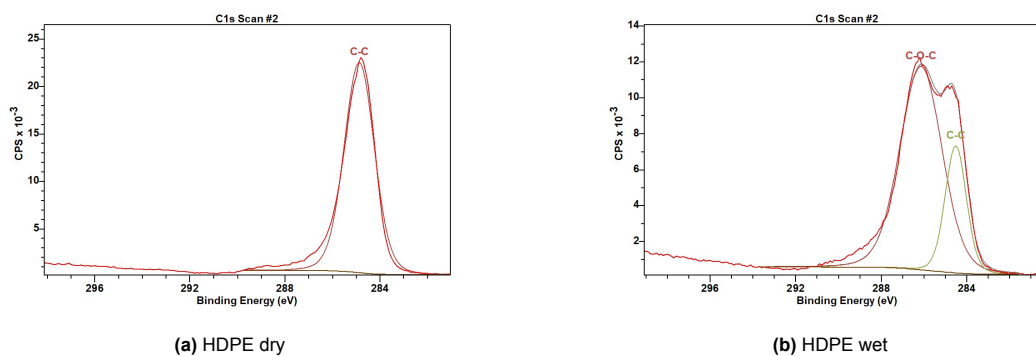 C1s Scan #2
C-C
CPS x 10^-3
25
20
15
10
5
296
292
288
284
Binding Energy (eV)
(a) HDPE dry
C1s Scan #2
C-O-C
C-C
CPS x 10^-3
14
12
10
8
6
4
2
296
292
288
284
Binding Energy (eV)
(b) HDPE wet